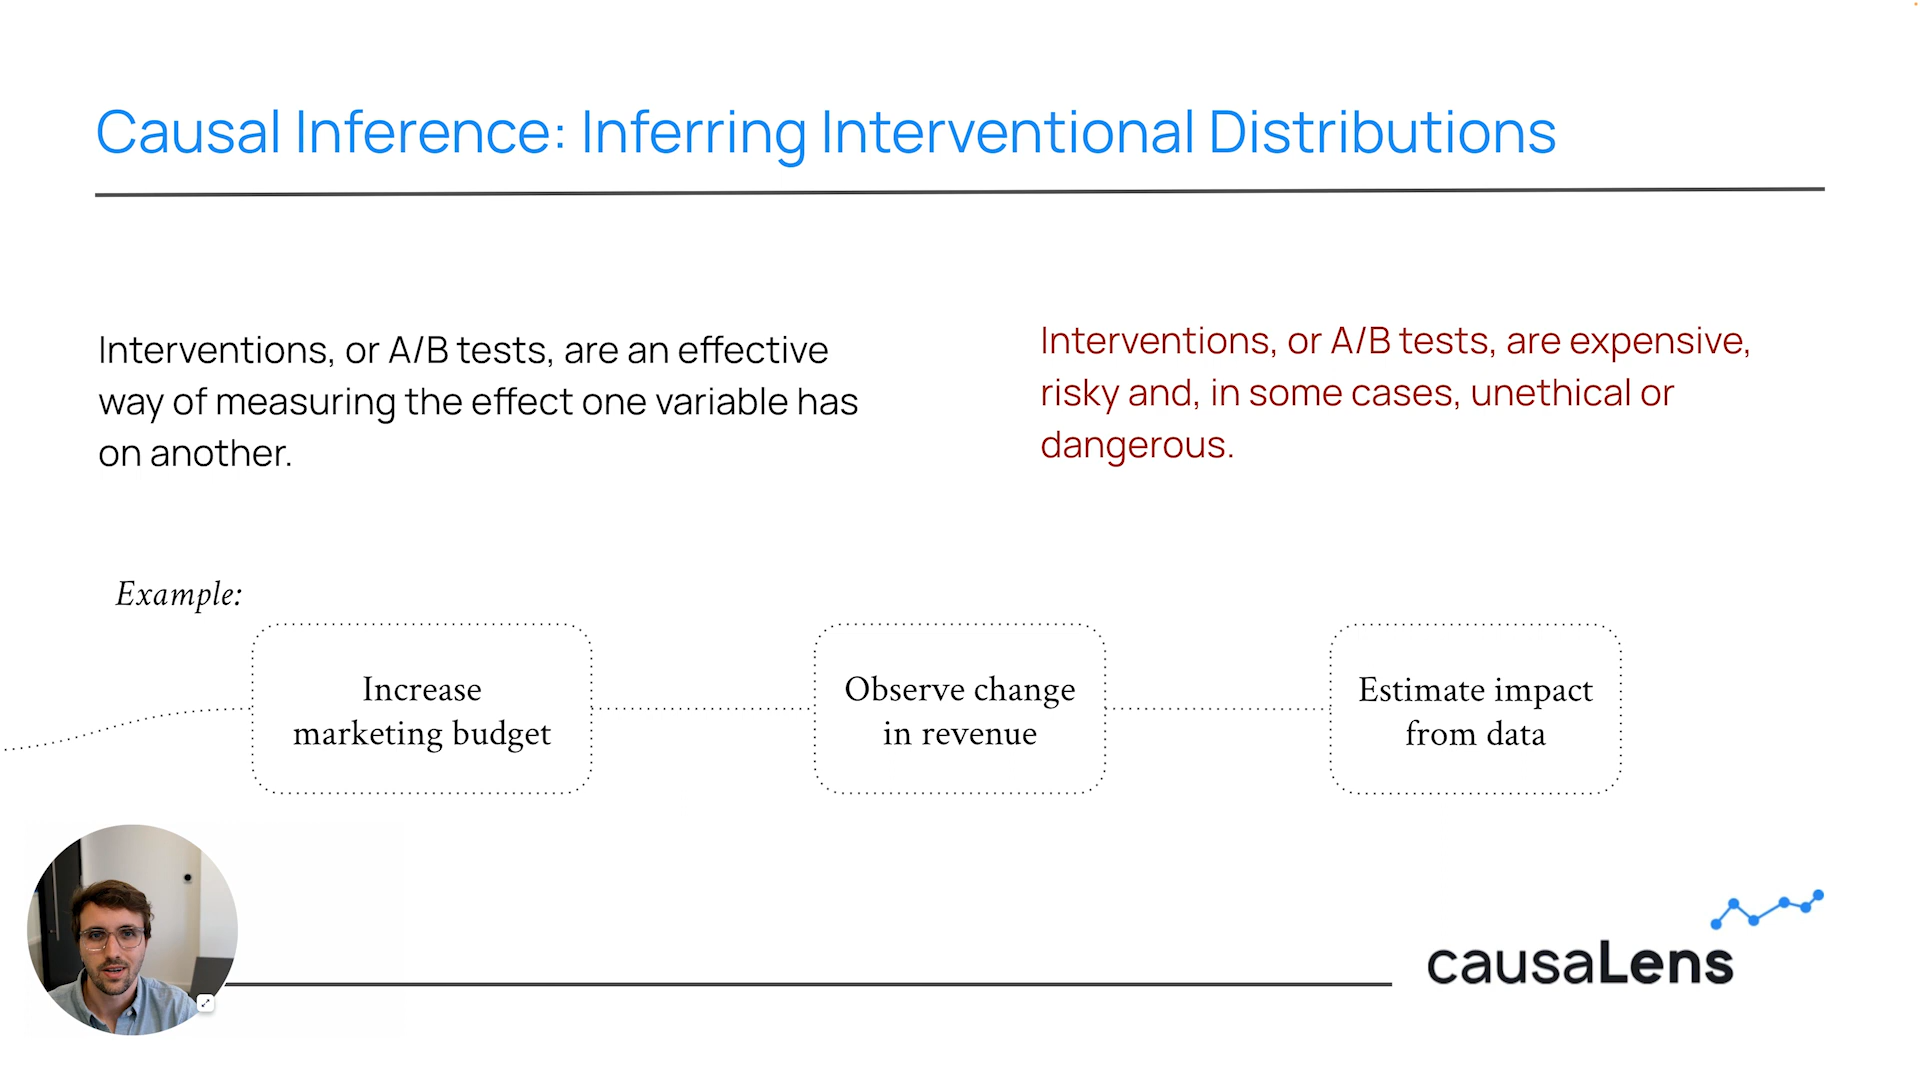 Causal Inference: Inferring Interventional Distributions
Interventions, or A/B tests, are an effective
way of measuring the effect one variable has
on another.
Interventions, or A/B tests, are expensive,
risky and, in some cases, unethical or
dangerous.
Example:
Increase
marketing budget
Observe change
in revenue
Estimate impact
from data
causaLens